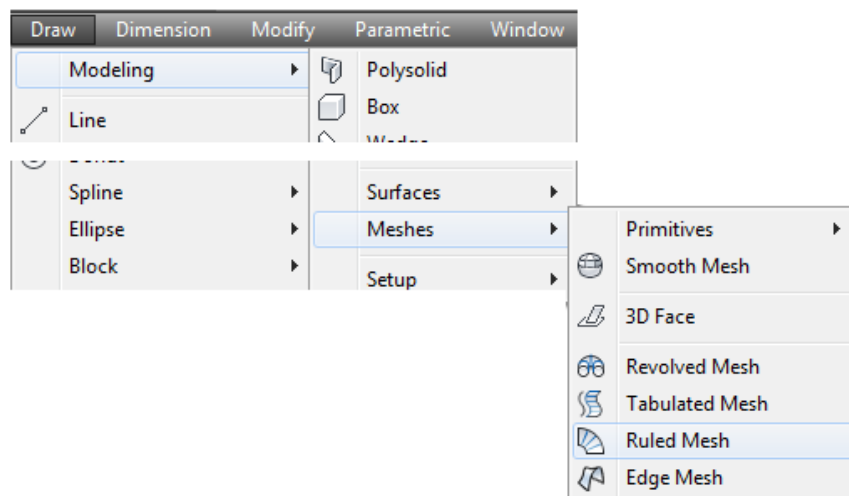 Draw Dimension Modify Parametric Window
Modeling
Line
Spline
Ellipse
Block
Polysolid
Box
Surfaces
Meshes
Setup
Primitives
Smooth Mesh
3D Face
Revolved Mesh
Tabulated Mesh
Ruled Mesh
Edge Mesh